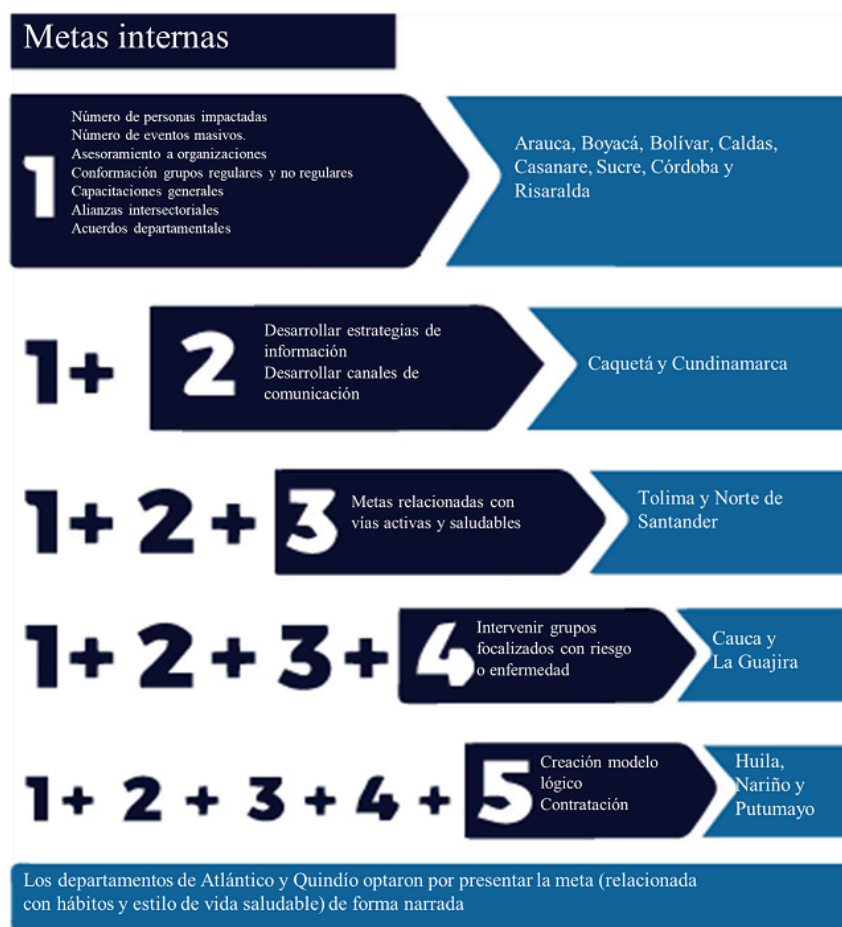 Metas internas
1
Número de personas impactadas
Número de eventos masivos.
Asesoramiento a organizaciones
Conformación grupos regulares y no regulares
Capacitaciones generales
Alianzas intersectoriales
Acuerdos departamentales
Arauca, Boyacá, Bolívar, Caldas,
Casanare, Sucre, Córdoba y
Risaralda
1+ 2
Desarrollar estrategias de
información
Desarrollar canales de
comunicación
Caquetá y Cundinamarca
1+ 2 + 3
Metas relacionadas con
vías activas y saludables
Tolima y Norte de
Santander
1+ 2 + 3+ 4
Intervenir grupos
focalizados con riesgo
o enfermedad
Cauca y
La Guajira
1+ 2 + 3+ 4 + 5
Creación modelo
lógico
Contratación
Huila,
Nariño y
Putumayo
Los departamentos de Atlántico y Quindío optaron por presentar la meta (relacionada
con hábitos y estilo de vida saludable) de forma narrada